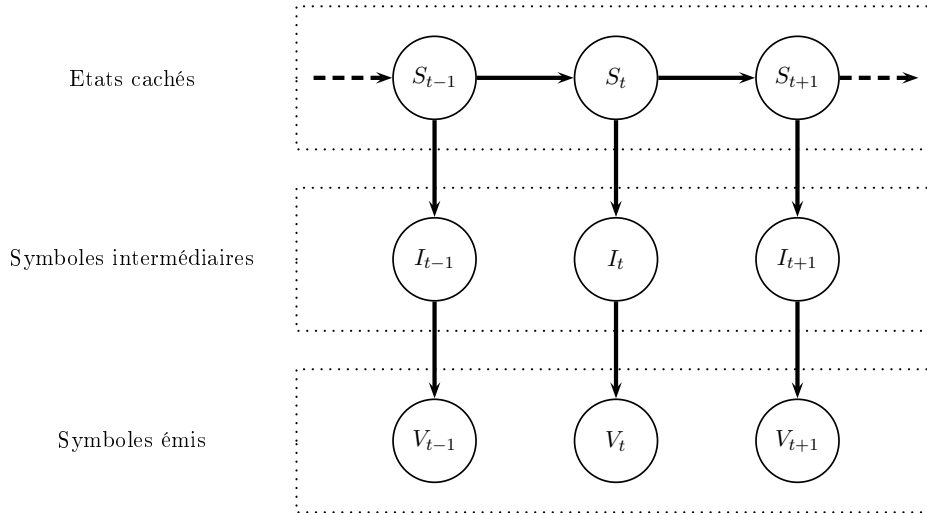 Etats cachés
S_{t−1} S_t S_{t+1}
Symboles intermédiaires
I_{t−1} I_t I_{t+1}
Symboles émis
V_{t−1} V_t V_{t+1}